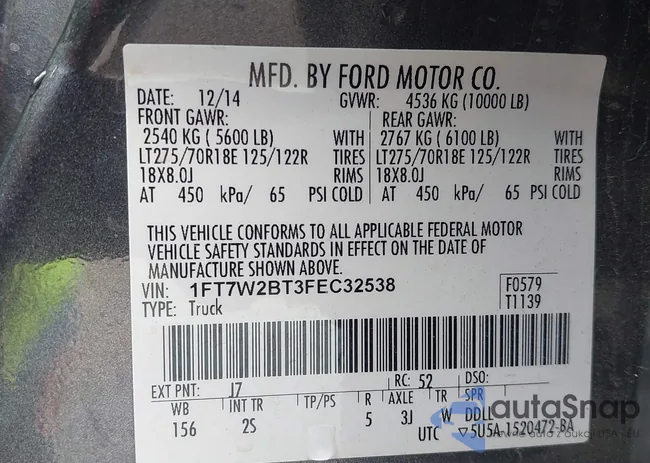 MFD. BY FORD MOTOR CO.
DATE: 12/14 GVWR: 4536 KG (10000 LB)
FRONT GAWR: REAR GAWR:
2540 KG ( 5600 LB) WITH 2767 KG ( 6100 LB) WITH
LT275/70R18E 125/122R TIRES LT275/70R18E 125/122R TIRES
18X8.0J RIMS 18X8.0J RIMS
AT 450 kPa/ 65 PSI COLD AT 450 kPa/ 65 PSI COLD
THIS VEHICLE CONFORMS TO ALL APPLICABLE FEDERAL MOTOR
VEHICLE SAFETY STANDARDS IN EFFECT ON THE DATE OF
MANUFACTURE SHOWN ABOVE.
VIN: 1FT7W2BT3FEC32538 F0579
TYPE: Truck T1139
EXT PNT: J7 RC: 52 DSO:
WB INT TR TP/PS R AXLE TR SPR
156 2S 5 3J W DDLL
UTC ▽5U5A-1520472-BA
autaSnap